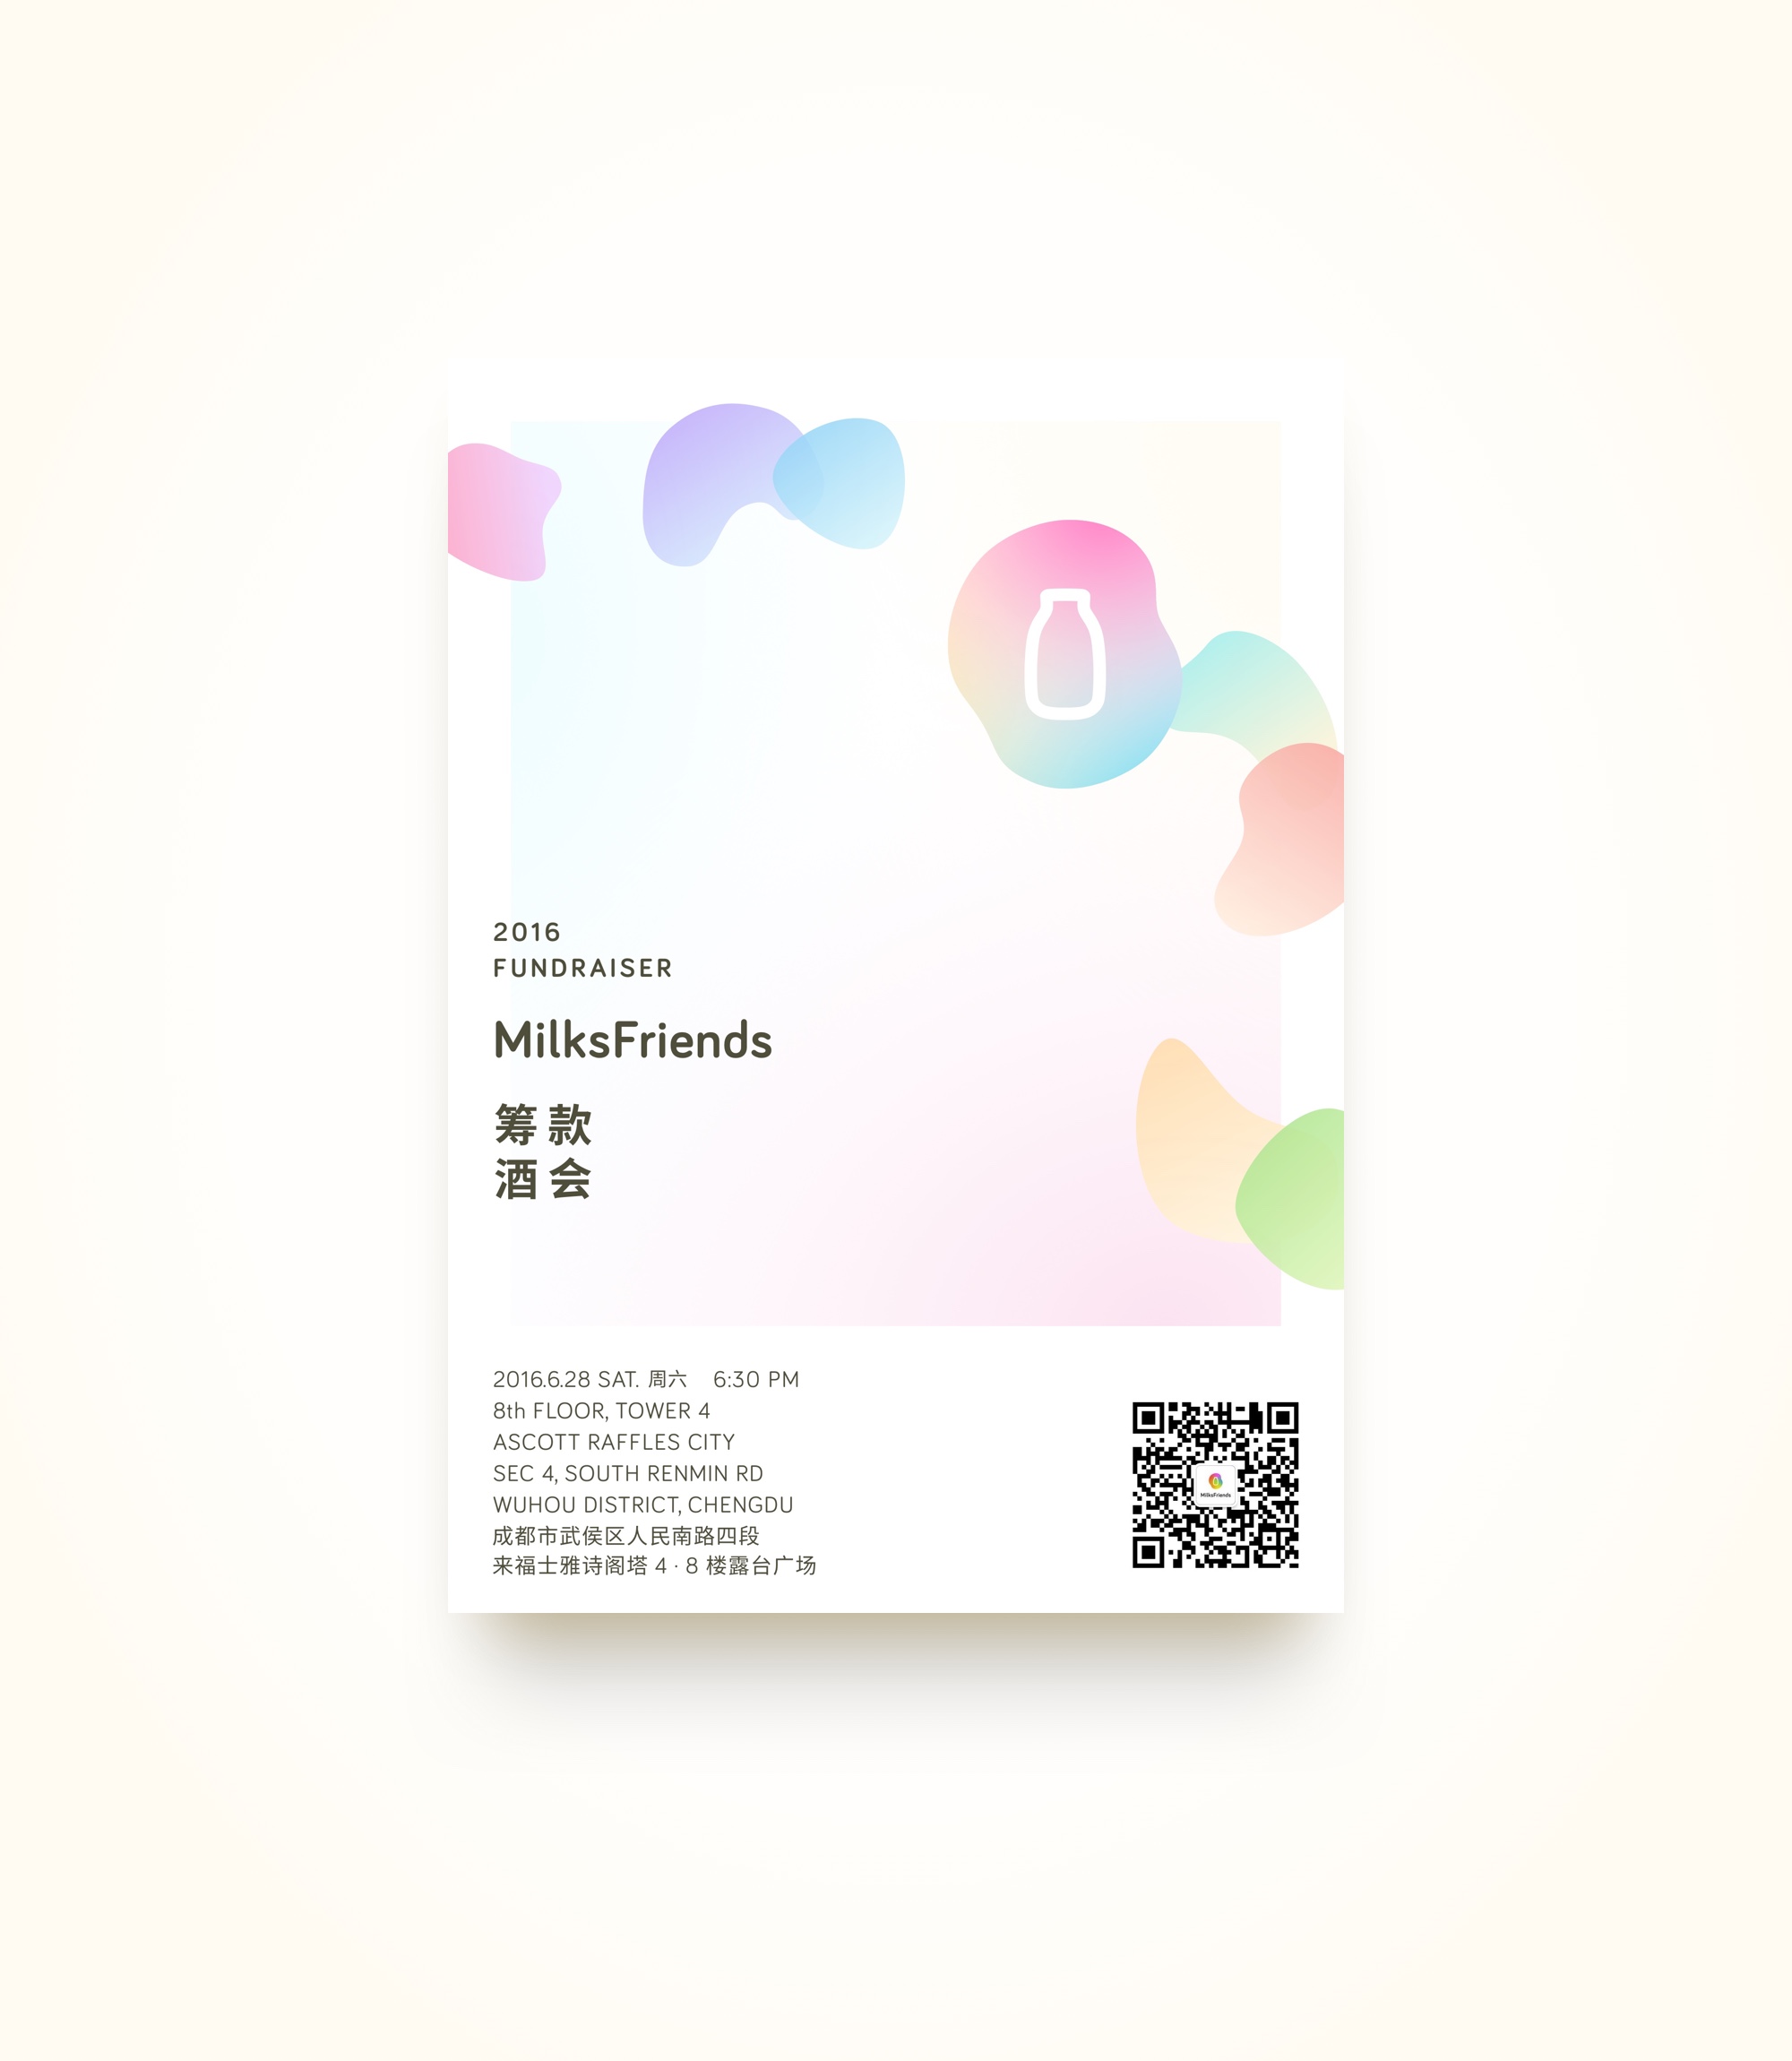 2016
FUNDRAISER
MilksFriends
筹款
酒会
2016.6.28 SAT. 周六 6:30 PM
8th FLOOR, TOWER 4
ASCOTT RAFFLES CITY
SEC 4, SOUTH RENMIN RD
WUHOU DISTRICT, CHENGDU
成都市武侯区人民南路四段
来福士雅诗阁塔 4 · 8 楼露台广场
MilksFriends